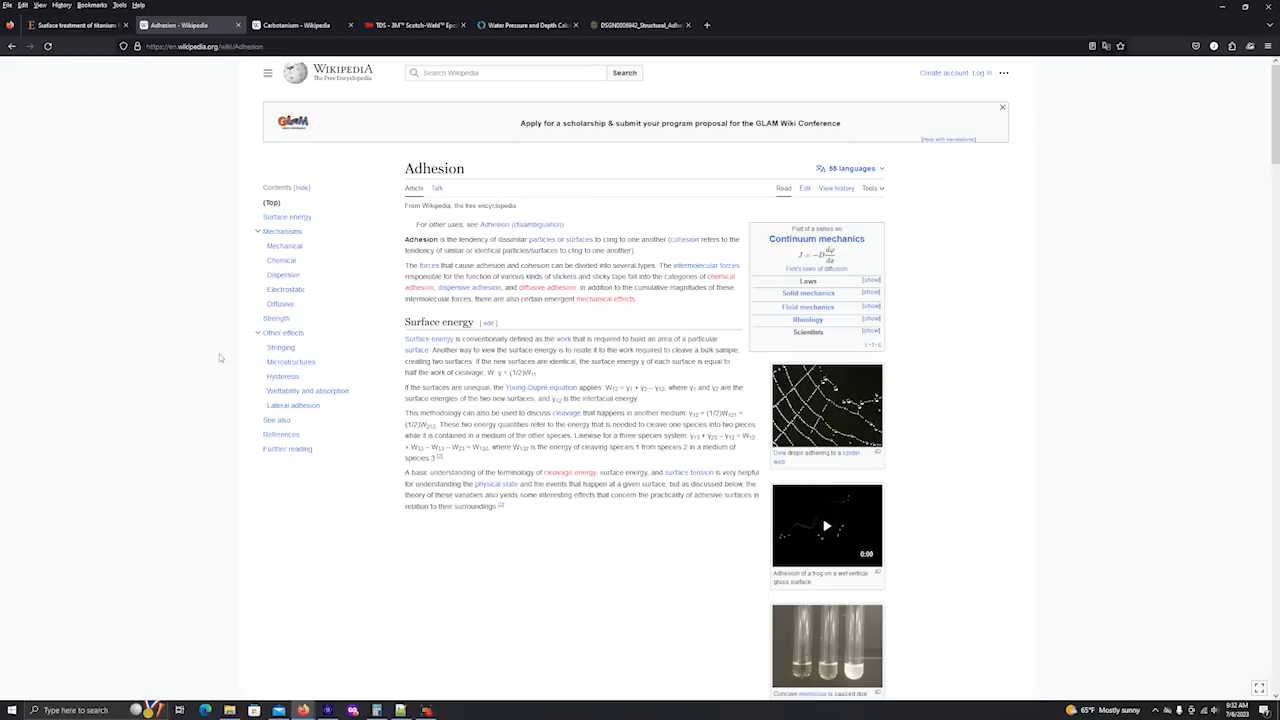 File Edit View History Bookmarks Tools Help
Surface treatment of titanium
Adhesion - Wikipedia
Carbotanium - Wikipedia
TDS - 3M™ Scotch-Weld™ Epo
Water Pressure and Depth Calc
DSGN0008942_Structural_Adhe
https://en.wikipedia.org/wiki/Adhesion
WIKIPEDIA
The Free Encyclopedia
Search Wikipedia
Search
Create account Log in
GLAM
Apply for a scholarship & submit your program proposal for the GLAM Wiki Conference
[Help with translations!]
Adhesion
55 languages
Article Talk
Read Edit View history Tools
From Wikipedia, the free encyclopedia
Contents [hide]
(Top)
Surface energy
Mechanisms
Mechanical
Chemical
Dispersive
Electrostatic
Diffusive
Strength
Other effects
Stringing
Microstructures
Hysteresis
Wettability and absorption
Lateral adhesion
See also
References
Further reading
For other uses, see Adhesion (disambiguation)
Adhesion is the tendency of dissimilar particles or surfaces to cling to one another (cohesion refers to the
tendency of similar or identical particles/surfaces to cling to one another).
The forces that cause adhesion and cohesion can be divided into several types. The intermolecular forces
responsible for the function of various kinds of stickers and sticky tape fall into the categories of chemical
adhesion, dispersive adhesion, and diffusive adhesion. In addition to the cumulative magnitudes of these
intermolecular forces, there are also certain emergent mechanical effects.
Surface energy [ edit ]
Surface energy is conventionally defined as the work that is required to build an area of a particular
surface. Another way to view the surface energy is to relate it to the work required to cleave a bulk sample,
creating two surfaces. If the new surfaces are identical, the surface energy γ of each surface is equal to
half the work of cleavage, W: γ = (1/2)W₁₁
If the surfaces are unequal, the Young-Dupré equation applies: W₁₂ = γ₁ + γ₂ – γ₁₂, where γ₁ and γ₂ are the
surface energies of the two new surfaces, and γ₁₂ is the interfacial energy.
This methodology can also be used to discuss cleavage that happens in another medium: γ₁₂ = (1/2)W₁₂₁ =
(1/2)W₂₁₂. These two energy quantities refer to the energy that is needed to cleave one species into two pieces
while it is contained in a medium of the other species. Likewise for a three species system: γ₁₃ + γ₂₃ – γ₁₂ = W₁₂
+ W₃₃ – W₁₃ – W₂₃ = W₁₃₂, where W₁₃₂ is the energy of cleaving species 1 from species 2 in a medium of
species 3.[2]
A basic understanding of the terminology of cleavage energy, surface energy, and surface tension is very helpful
for understanding the physical state and the events that happen at a given surface, but as discussed below, the
theory of these variables also yields some interesting effects that concern the practicality of adhesive surfaces in
relation to their surroundings.[2]
Part of a series on
Continuum mechanics
J = −D dφ/dx
Fick's laws of diffusion
Laws [show]
Solid mechanics [show]
Fluid mechanics [show]
Rheology [show]
Scientists [show]
V·T·E
Dew drops adhering to a spider
web
0:00
Adhesion of a frog on a wet vertical
glass surface.
Concave meniscus is caused due
Type here to search
65°F Mostly sunny
9:32 AM